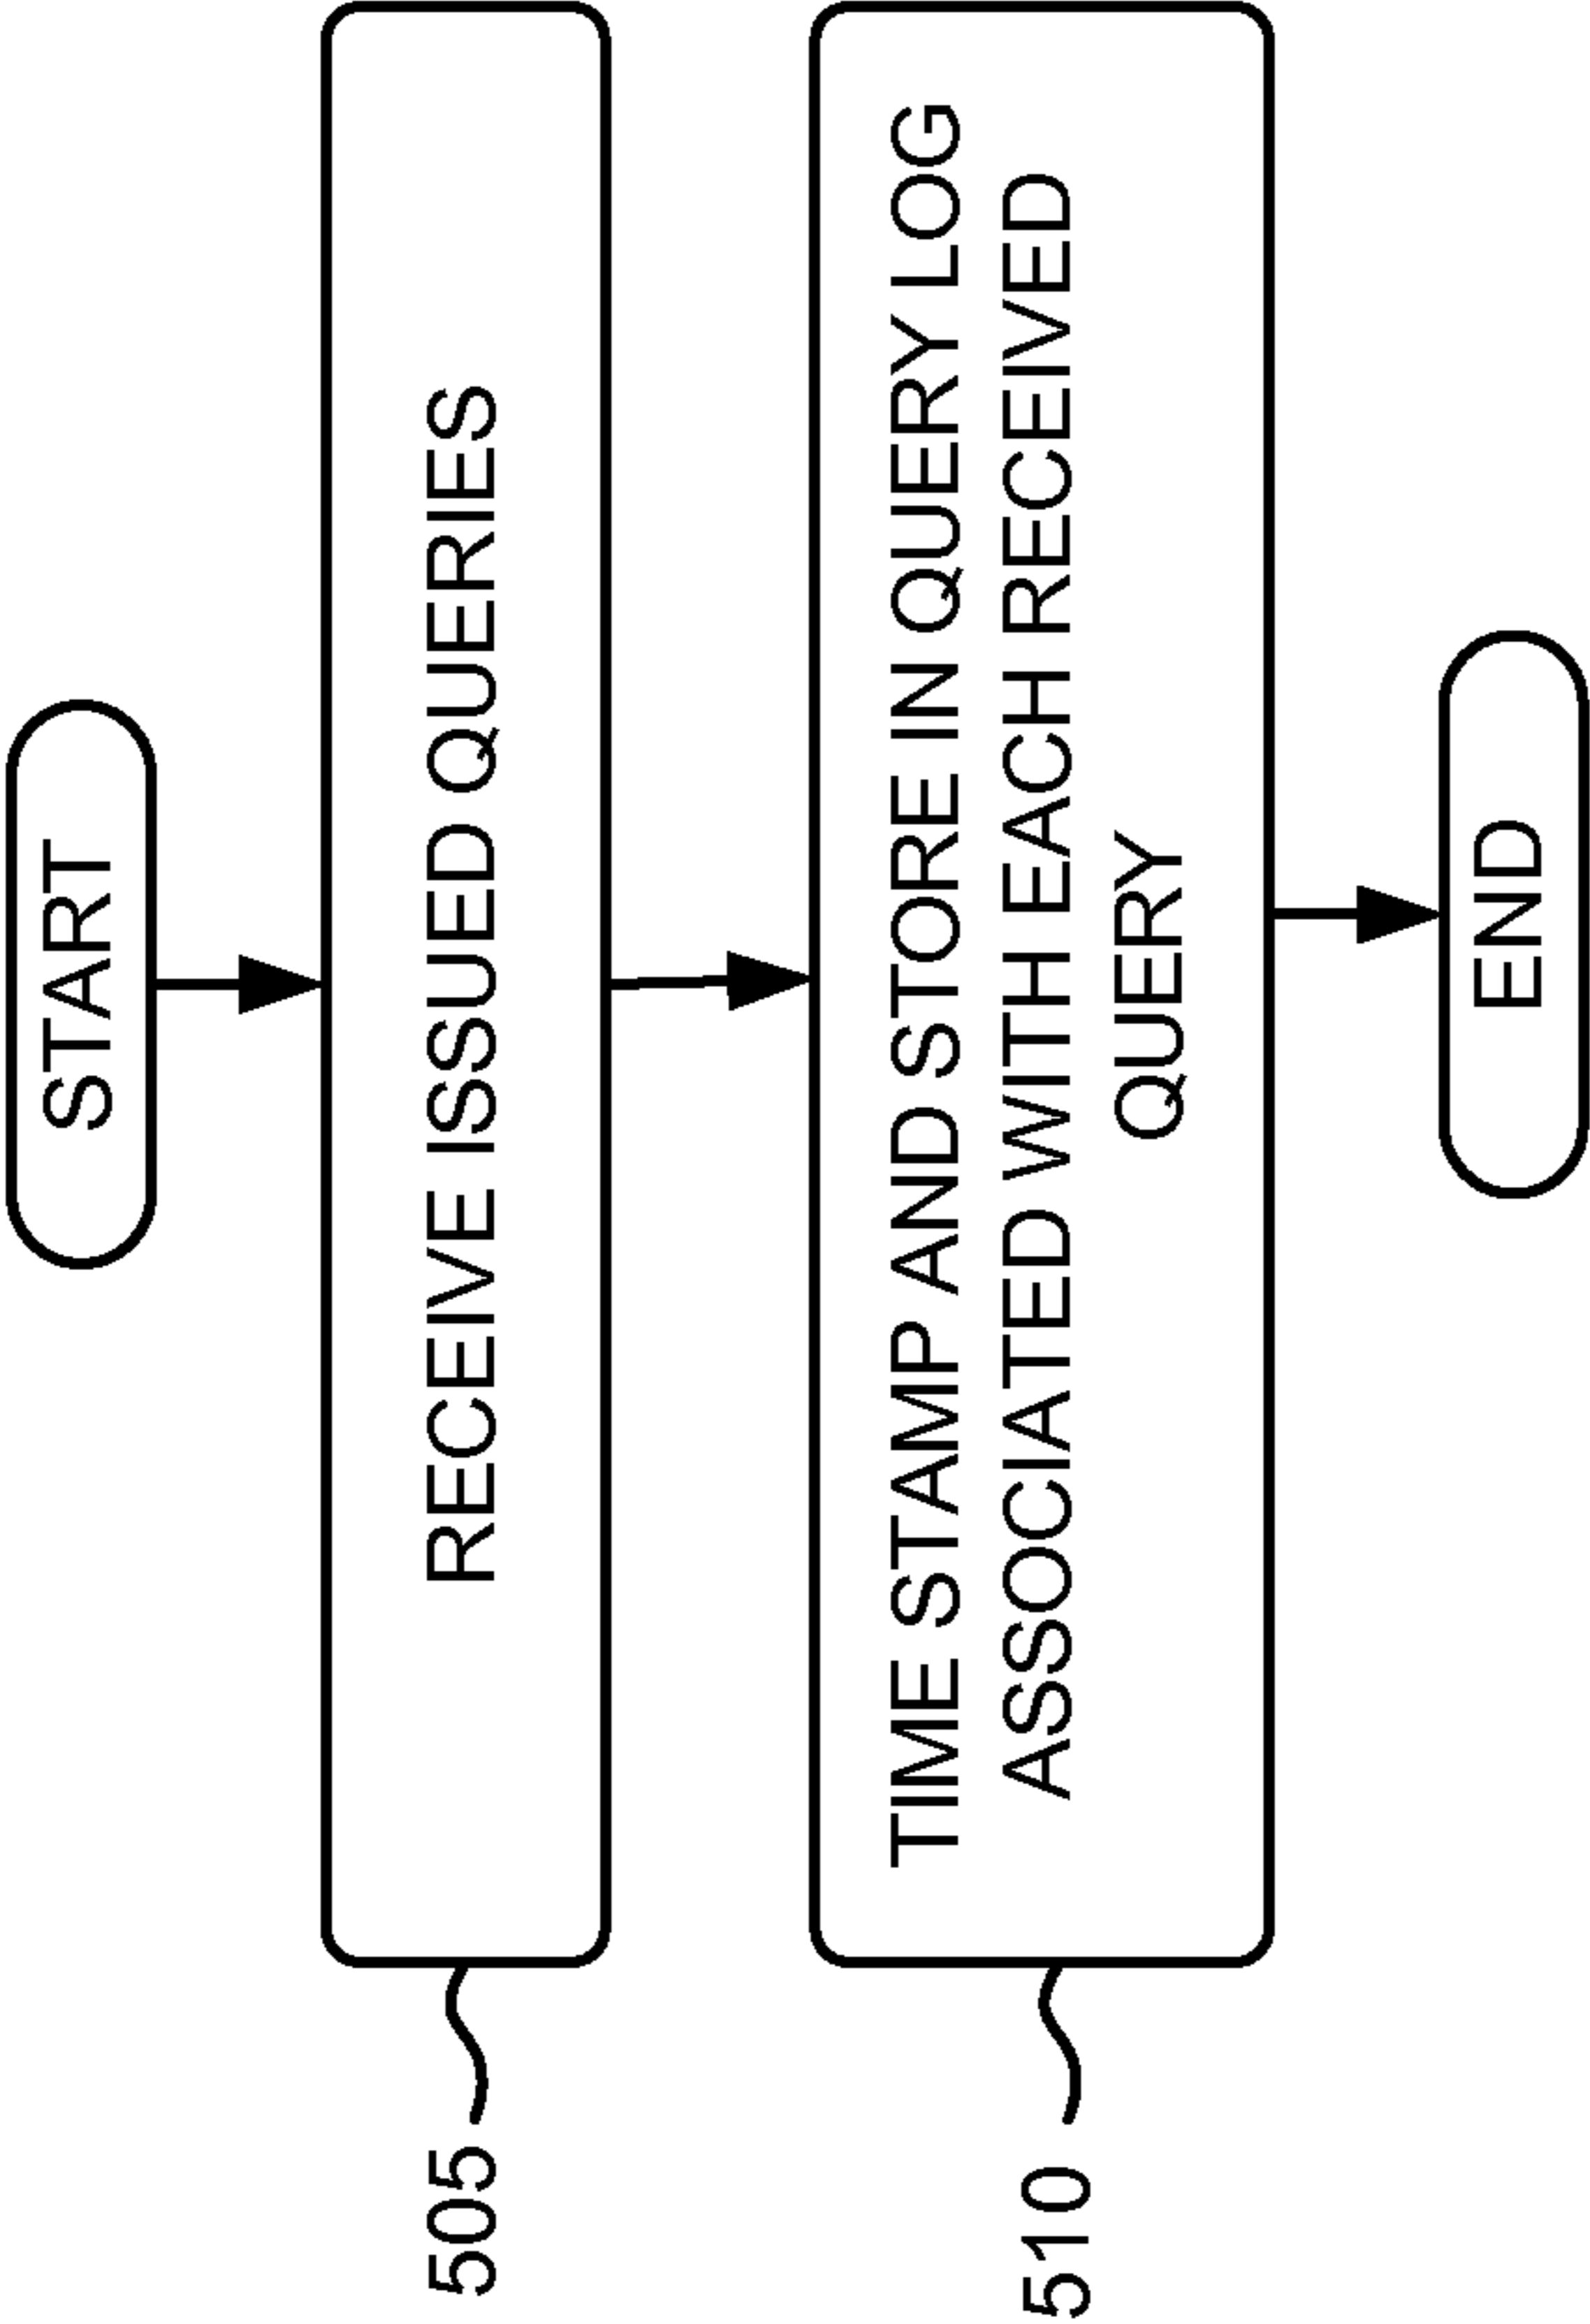 START
505
RECEIVE ISSUED QUERIES
510
TIME STAMP AND STORE IN QUERY LOG
ASSOCIATED WITH EACH RECEIVED
QUERY
END